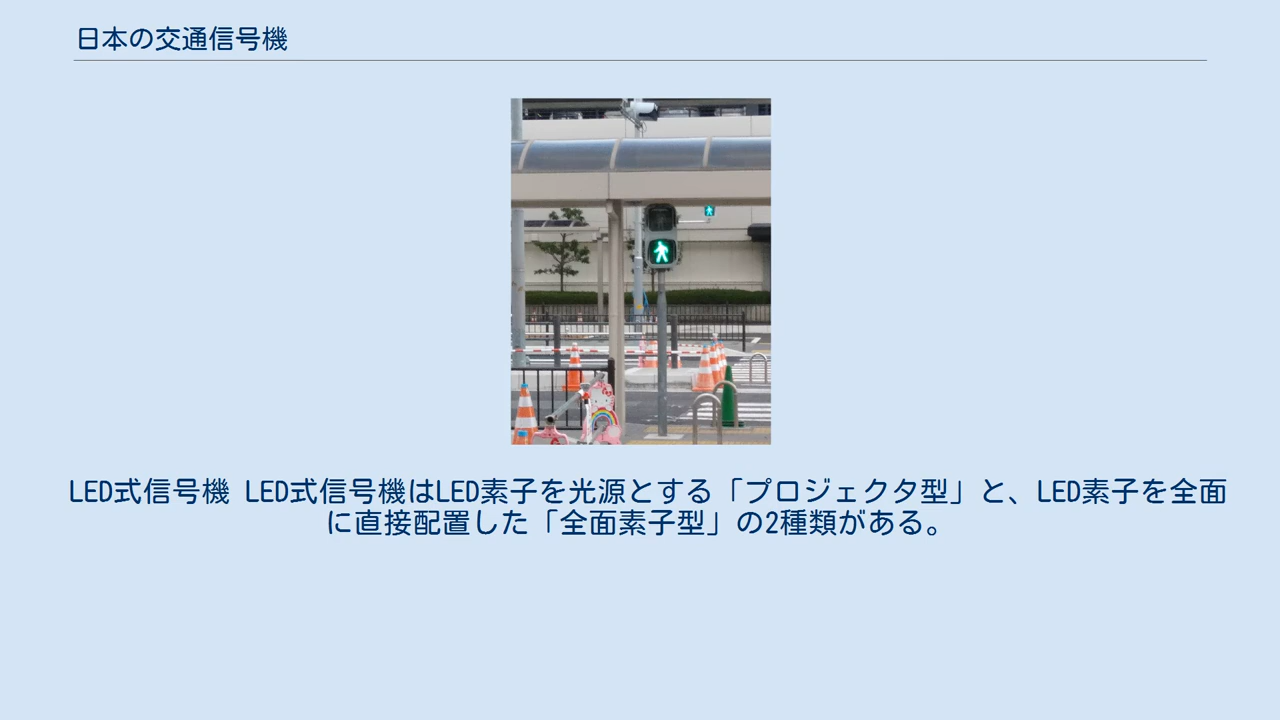 日本の交通信号機
LED式信号機 LED式信号機はLED素子を光源とする「プロジェクタ型」と、LED素子を全面
に直接配置した「全面素子型」の2種類がある。